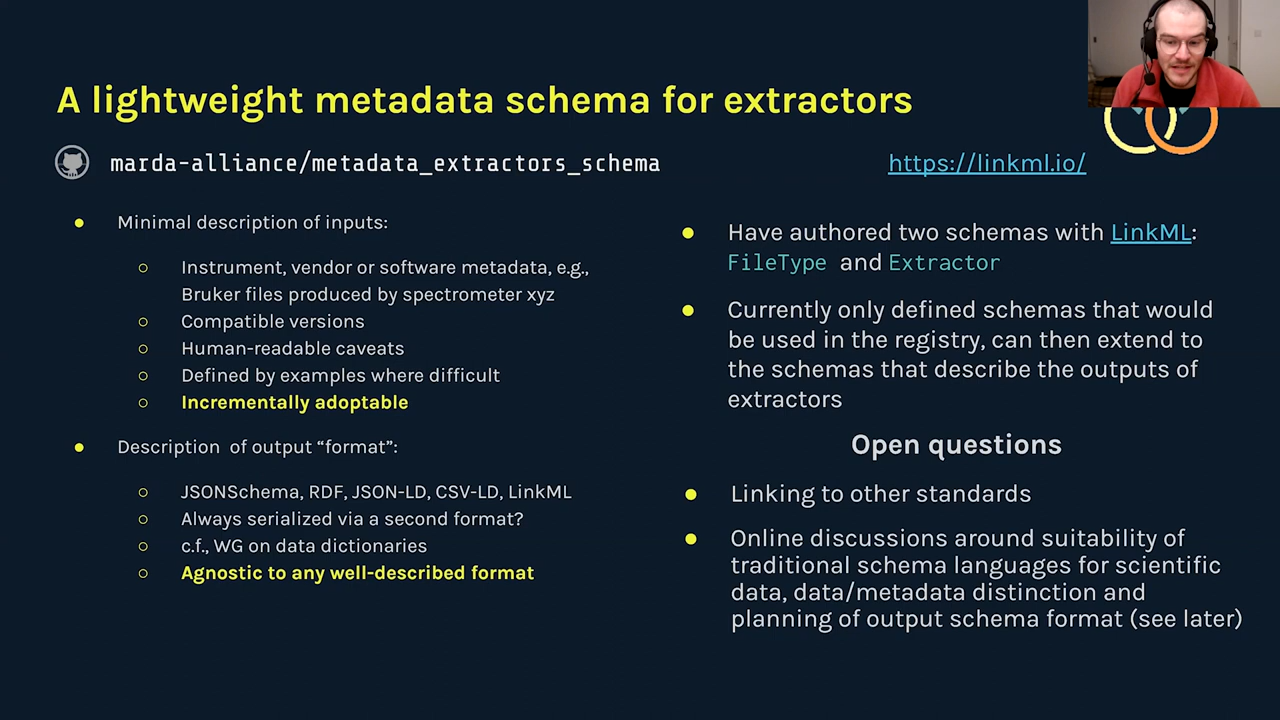 A lightweight metadata schema for extractors
marda-alliance/metadata_extractors_schema
https://linkml.io/
● Minimal description of inputs:
○ Instrument, vendor or software metadata, e.g.,
Bruker files produced by spectrometer xyz
○ Compatible versions
○ Human-readable caveats
○ Defined by examples where difficult
○ Incrementally adoptable
● Description of output “format”:
○ JSONSchema, RDF, JSON-LD, CSV-LD, LinkML
○ Always serialized via a second format?
○ c.f., WG on data dictionaries
○ Agnostic to any well-described format
● Have authored two schemas with LinkML:
FileType and Extractor
● Currently only defined schemas that would
be used in the registry, can then extend to
the schemas that describe the outputs of
extractors
Open questions
● Linking to other standards
● Online discussions around suitability of
traditional schema languages for scientific
data, data/metadata distinction and
planning of output schema format (see later)